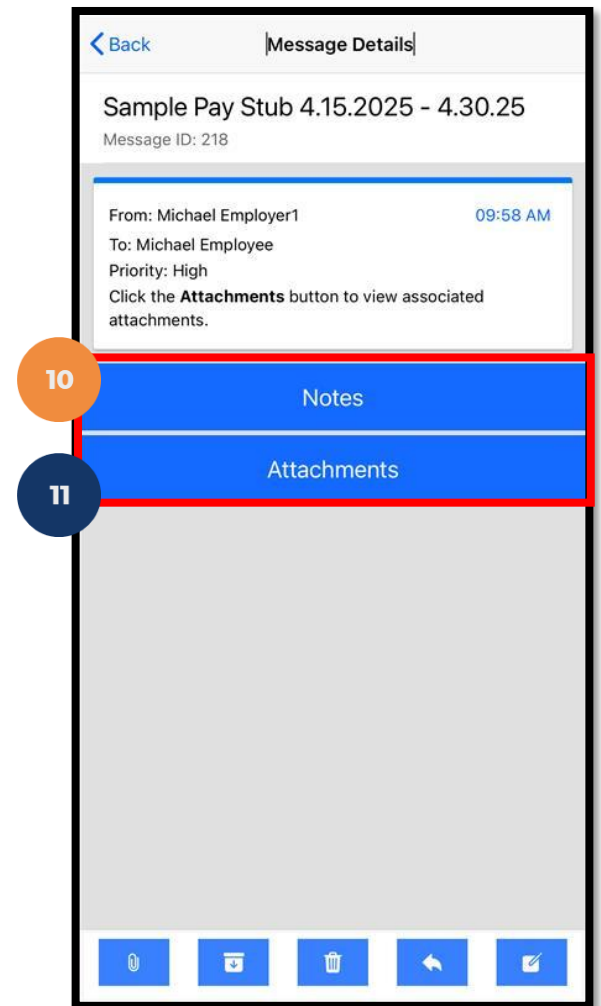 Back
Message Details
Sample Pay Stub 4.15.2025 - 4.30.25
Message ID: 218
From: Michael Employer1
09:58 AM
To: Michael Employee
Priority: High
Click the Attachments button to view associated
attachments.
10
Notes
Attachments
11